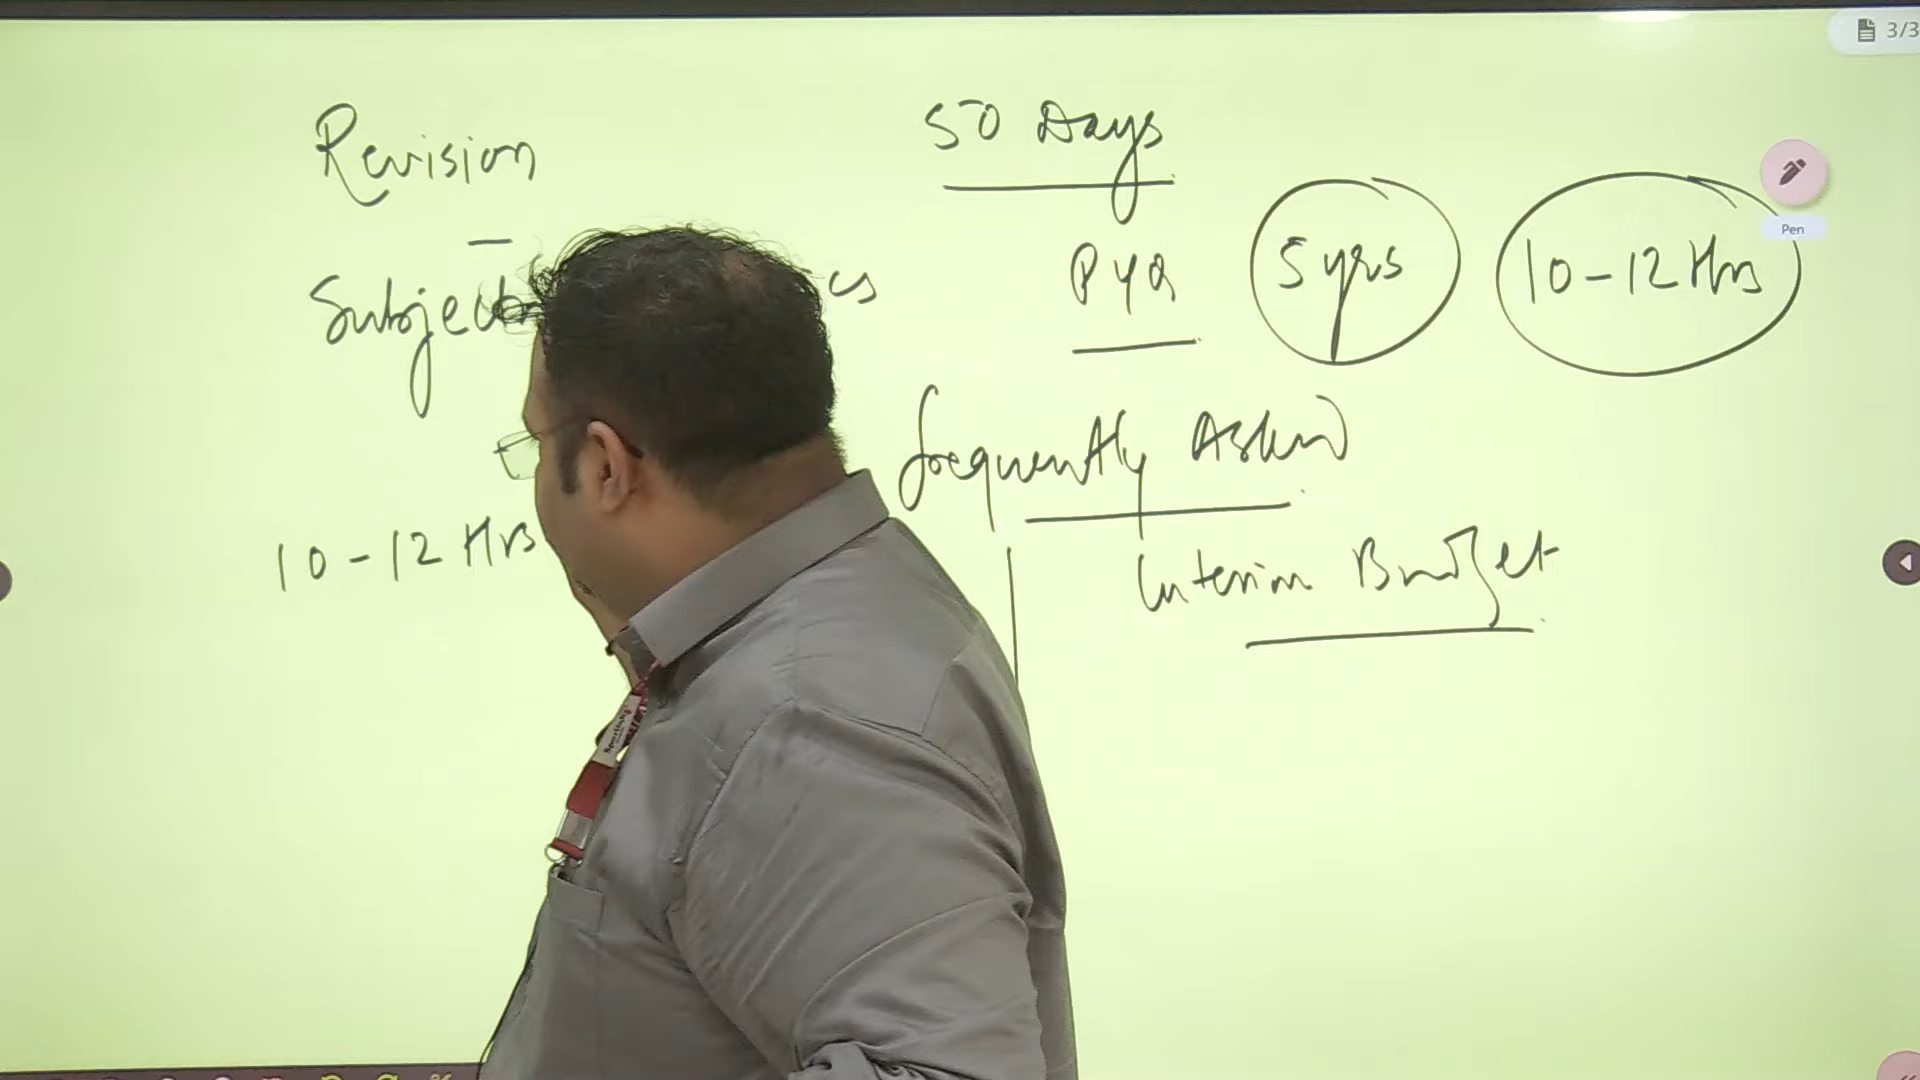 3/3
Pen
Revision
50 Days
PYQ 5 yrs 10-12 Hrs
frequently Asked
10-12 Hrs
Interim Budget